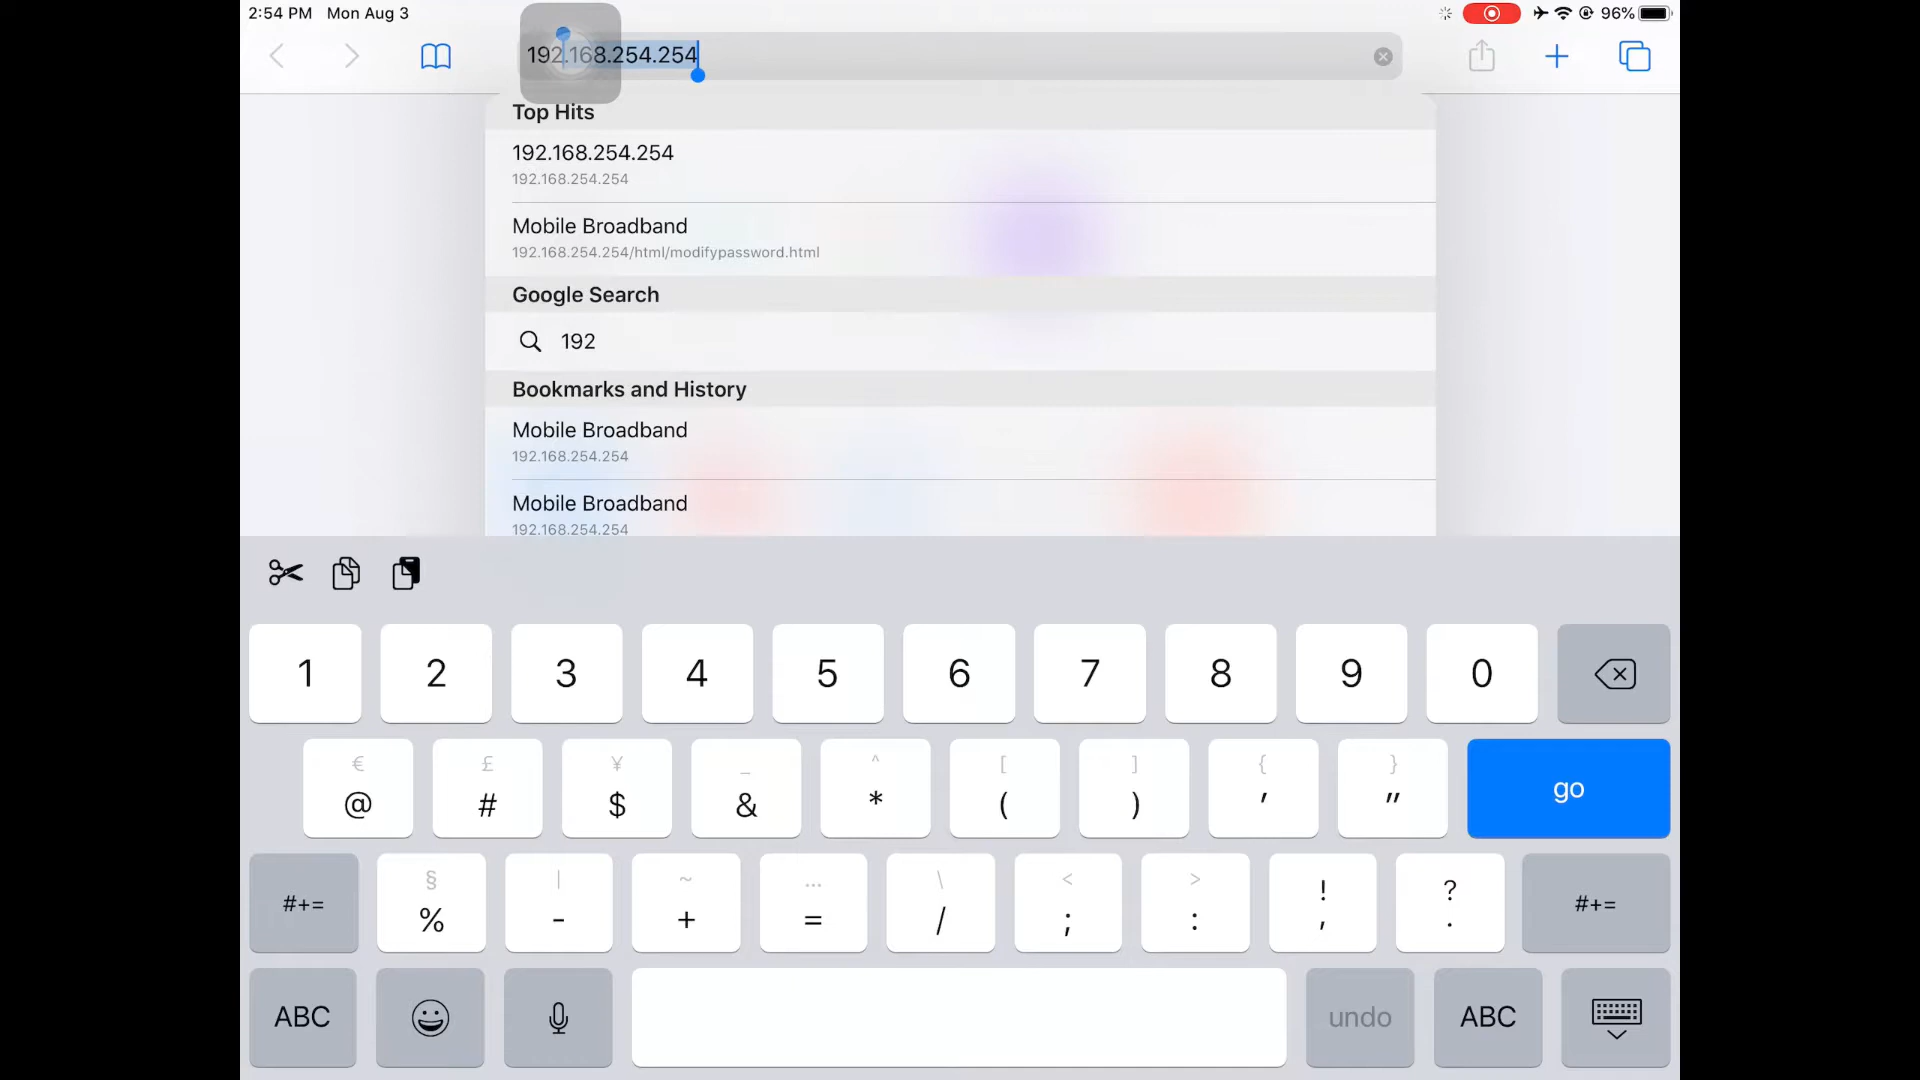 2:54 PM Mon Aug 3
96%
192.168.254.254
Top Hits
192.168.254.254
192.168.254.254
Mobile Broadband
192.168.254.254/html/modifypassword.html
Google Search
192
Bookmarks and History
Mobile Broadband
192.168.254.254
Mobile Broadband
192.168.254.254
1 2 3 4 5 6 7 8 9 0
€ £ ¥ _ ^ [ ] { }
@ # $ & * ( ) ' " go
§ | ~ … \ < > ! ?
#+= % - + = / ; : , . #+=
ABC undo ABC